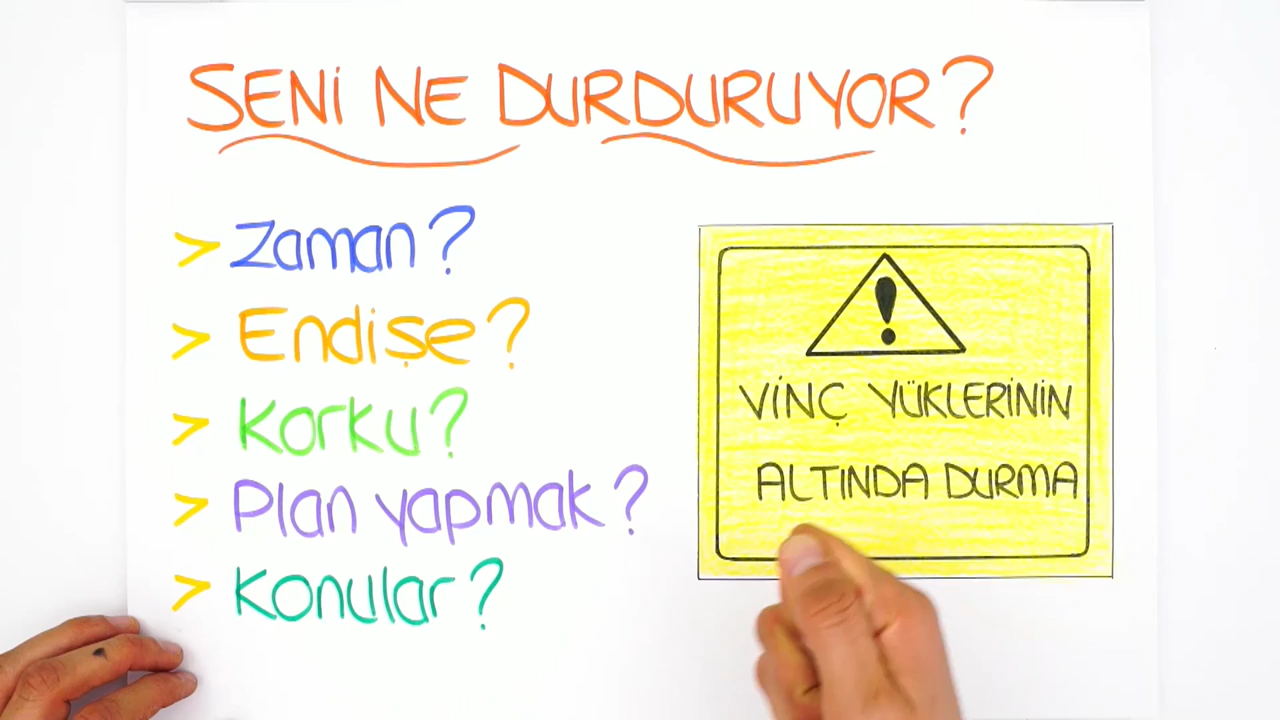 SENİ NE DURDURUYOR?
> Zaman?
> Endişe?
> Korku?
> Plan yapmak?
> Konular?
!
VİNÇ YÜKLERİNİN
ALTINDA DURMA